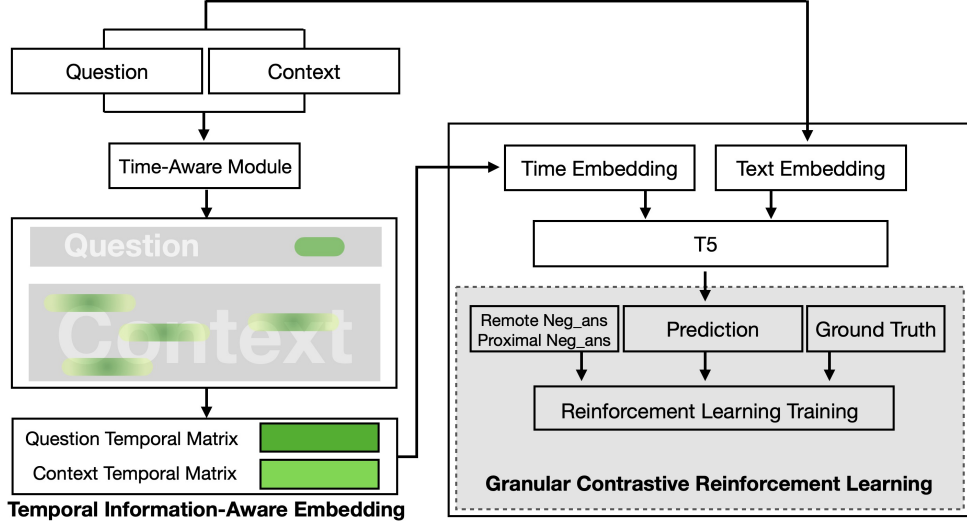 Question
Context
Time-Aware Module
Question
Context
Question Temporal Matrix
Context Temporal Matrix
Temporal Information-Aware Embedding
Time Embedding
Text Embedding
T5
Remote Neg_ans
Proximal Neg_ans
Prediction
Ground Truth
Reinforcement Learning Training
Granular Contrastive Reinforcement Learning